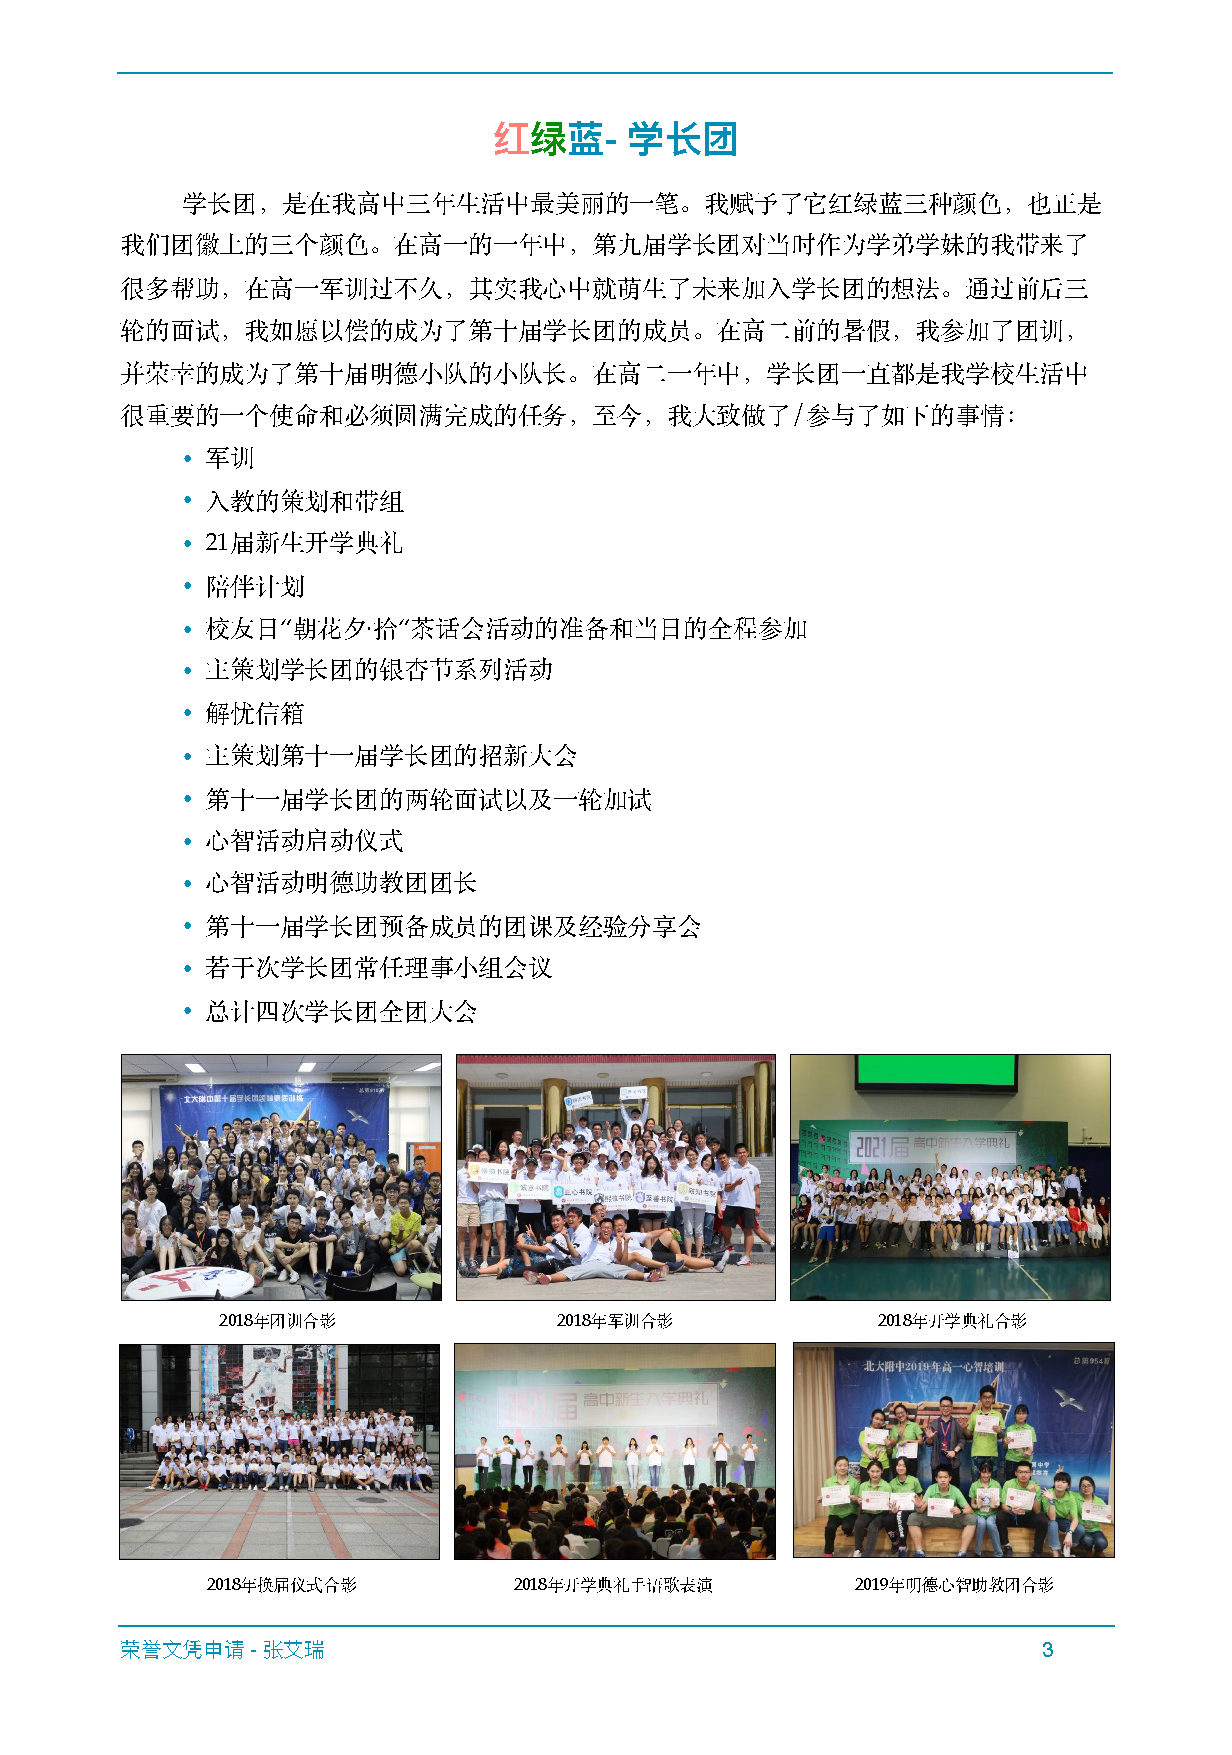 红绿蓝- 学长团
学长团，是在我高中三年生活中最美丽的一笔。我赋予了它红绿蓝三种颜色，也正是
我们团徽上的三个颜色。在高一的一年中，第九届学长团对当时作为学弟学妹的我带来了
很多帮助，在高一军训过不久，其实我心中就萌生了未来加入学长团的想法。通过前后三
轮的面试，我如愿以偿的成为了第十届学长团的成员。在高二前的暑假，我参加了团训，
并荣幸的成为了第十届明德小队的小队长。在高二一年中，学长团一直都是我学校生活中
很重要的一个使命和必须圆满完成的任务，至今，我大致做了/参与了如下的事情：
• 军训
• 入教的策划和带组
• 21届新生开学典礼
• 陪伴计划
• 校友日“朝花夕·拾“茶话会活动的准备和当日的全程参加
• 主策划学长团的银杏节系列活动
• 解忧信箱
• 主策划第十一届学长团的招新大会
• 第十一届学长团的两轮面试以及一轮加试
• 心智活动启动仪式
• 心智活动明德助教团团长
• 第十一届学长团预备成员的团课及经验分享会
• 若干次学长团常任理事小组会议
• 总计四次学长团全团大会
北大附中第十届学长团领袖素质训练
2021届 高中新生入学典礼
2018年团训合影
2018年军训合影
2018年开学典礼合影
届 高中新生入学典礼
北大附中2019年高一心智培训
总第954期
2018年换届仪式合影
2018年开学典礼手语歌表演
2019年明德心智助教团合影
荣誉文凭申请 - 张艾瑞
3